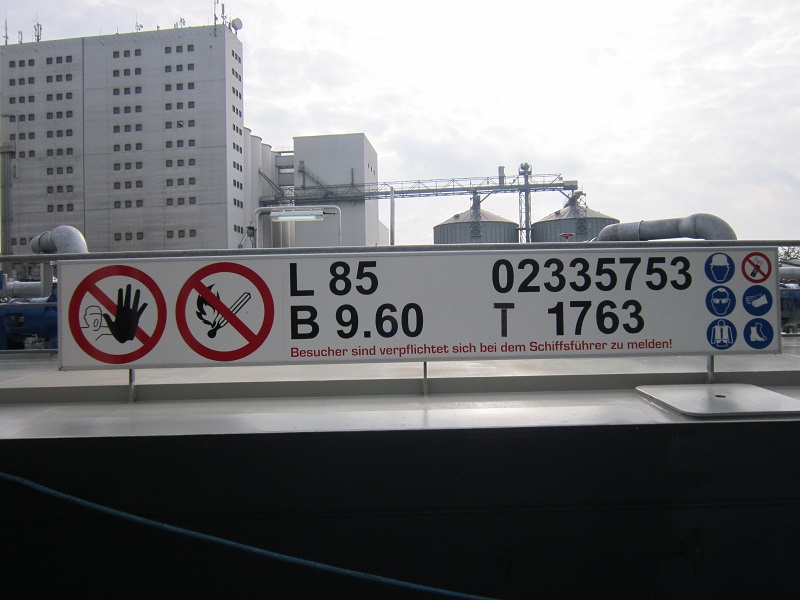 L 85 02335753
B 9.60 T 1763
Besucher sind verpflichtet sich bei dem Schiffsführer zu melden!